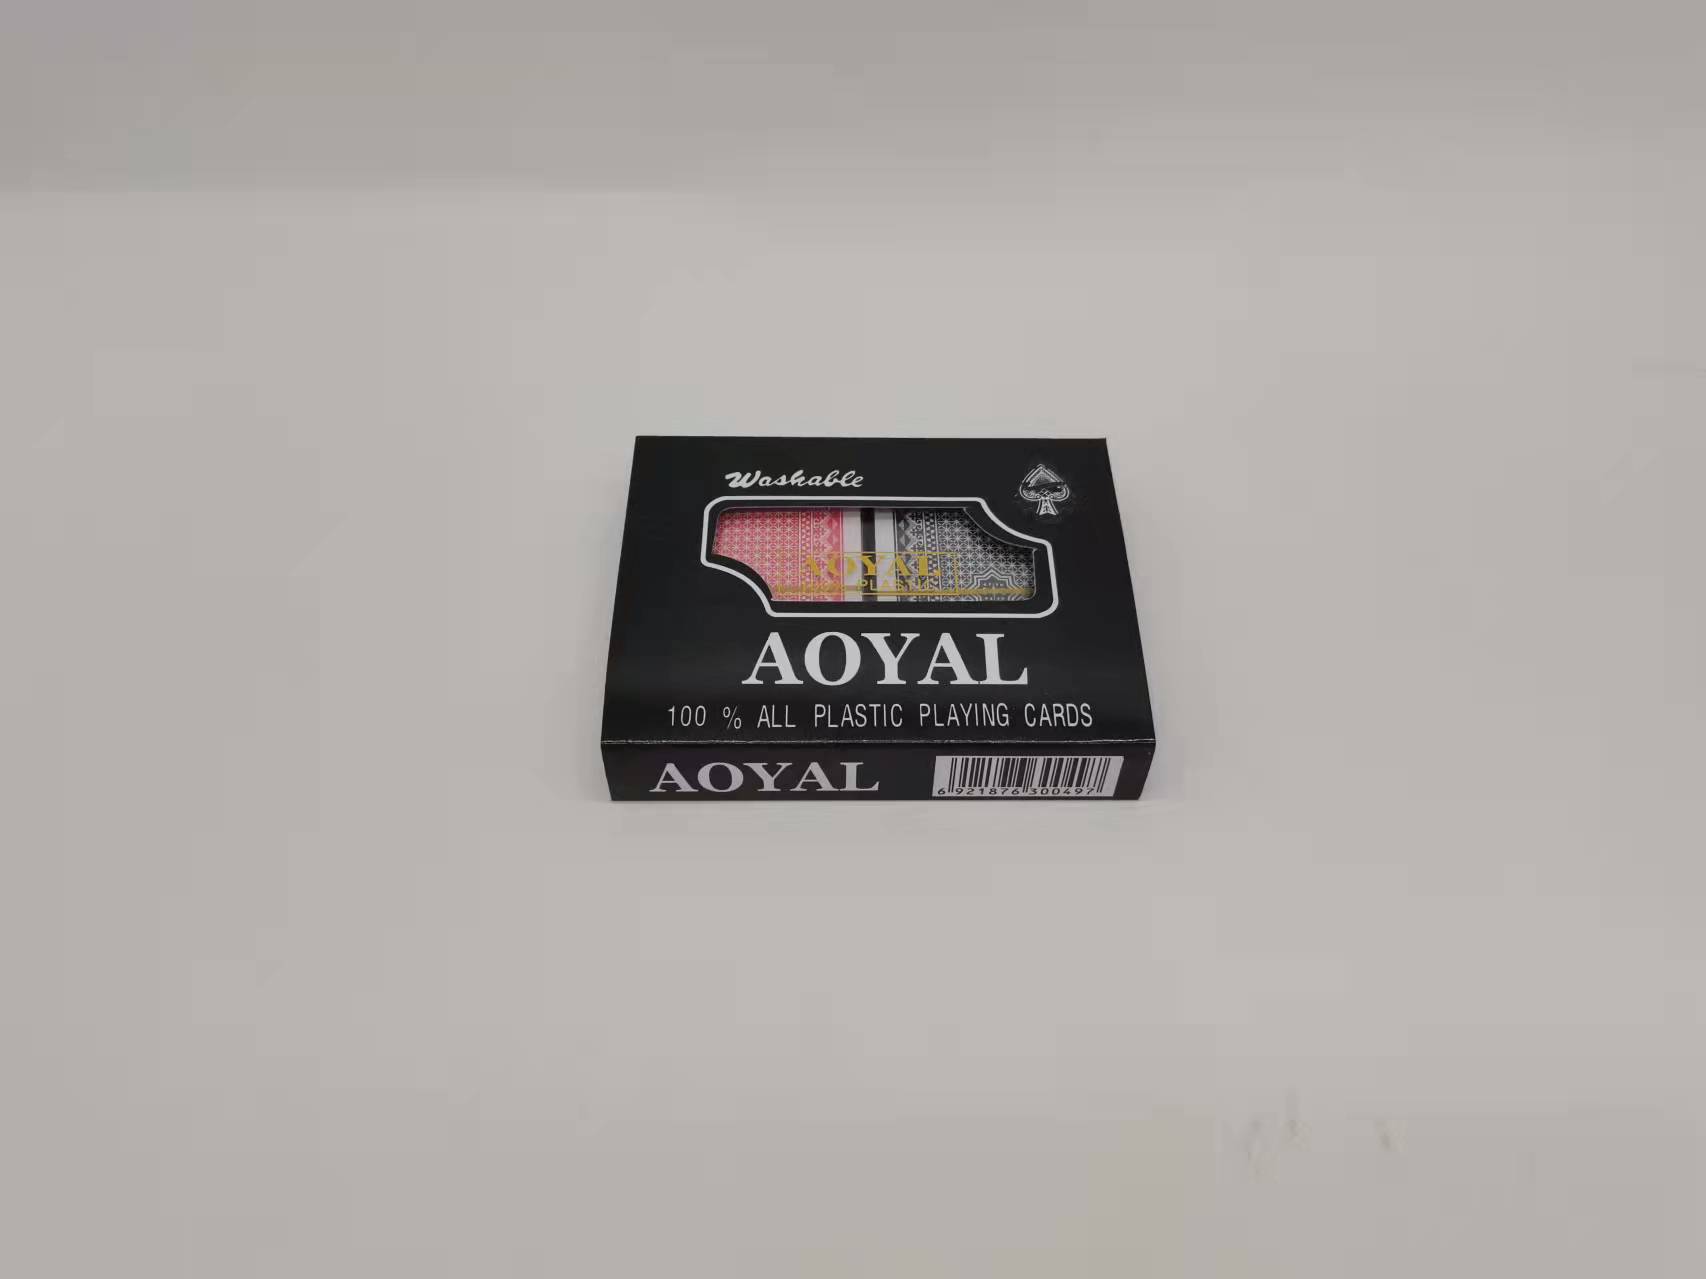 Washable
AOYAL
PLASTIC
AOYAL
100 % ALL PLASTIC PLAYING CARDS
AOYAL
6 921876 300497